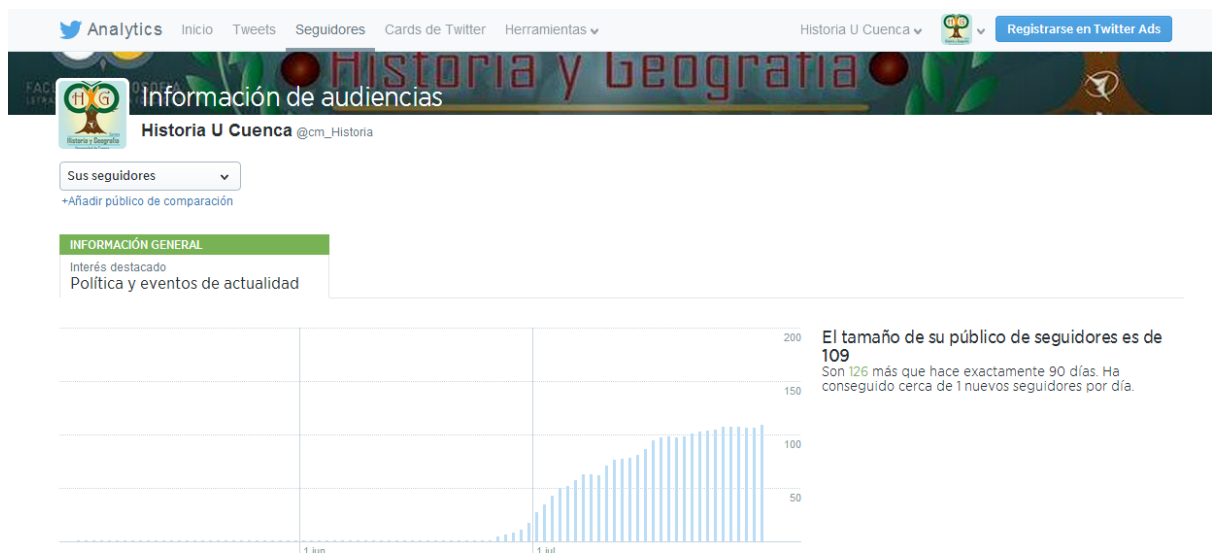 Analytics Inicio Tweets Seguidores Cards de Twitter Herramientas Historia U Cuenca Registrarse en Twitter Ads
Historia y Geografía
Información de audiencias
Historia U Cuenca @cm_Historia
Sus seguidores
+Añadir público de comparación
INFORMACIÓN GENERAL
Interés destacado
Política y eventos de actualidad
200
150
100
50
1 jun
1 jul
El tamaño de su público de seguidores es de
109
Son 126 más que hace exactamente 90 días. Ha
conseguido cerca de 1 nuevos seguidores por día.